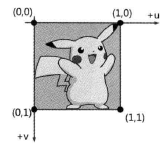 (0,0) (1,0) +u
(0,1) (1,1)
+v